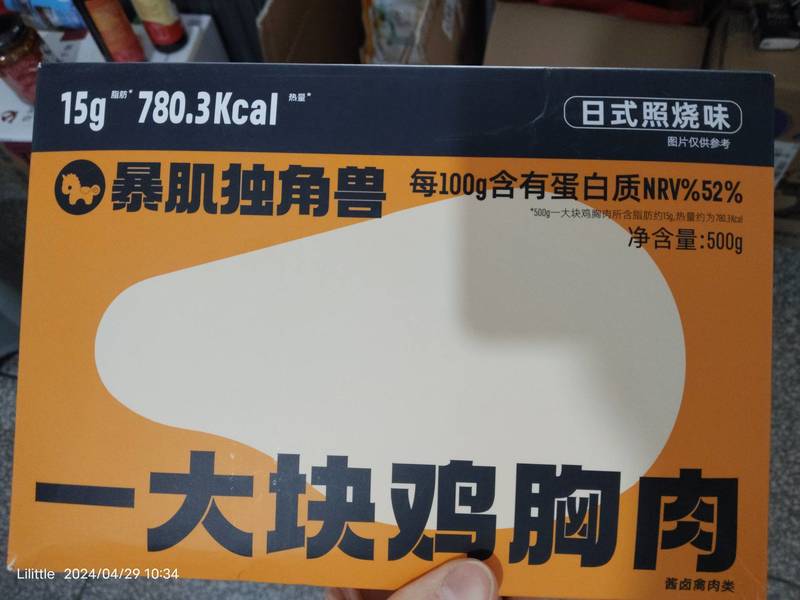 15g 脂肪* 780.3Kcal 热量*
日式照烧味
图片仅供参考
暴肌独角兽
每100g含有蛋白质NRV%52%
*500g一大块鸡胸肉所含脂肪约15g,热量约为780.3Kcal
净含量:500g
一大块鸡胸肉
酱卤禽肉类
Lilittle 2024/04/29 10:34